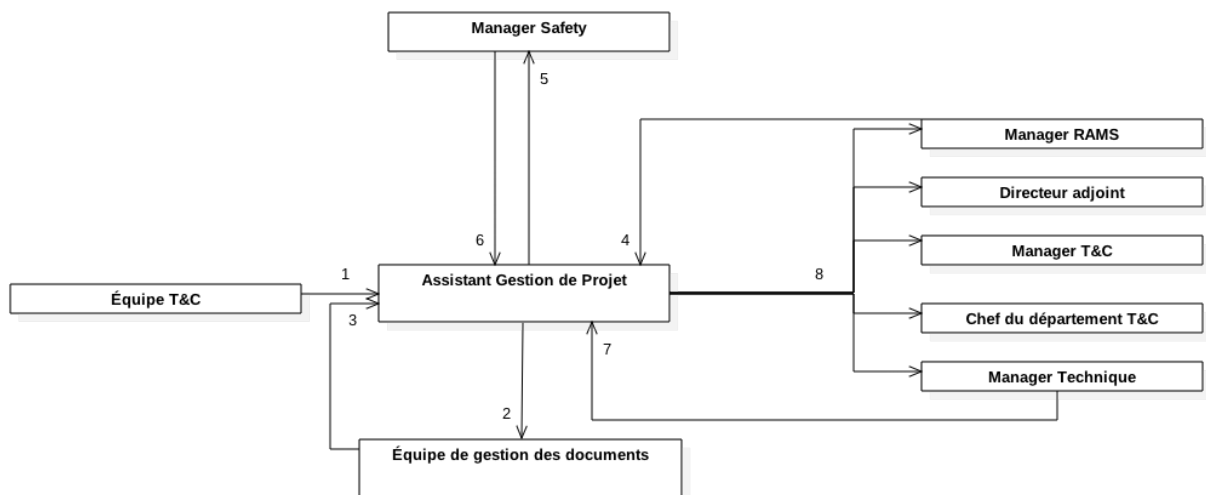 Manager Safety
5
Manager RAMS
Directeur adjoint
6
4
Manager T&C
1
Assistant Gestion de Projet
8
Équipe T&C
3
Chef du département T&C
7
Manager Technique
2
Équipe de gestion des documents